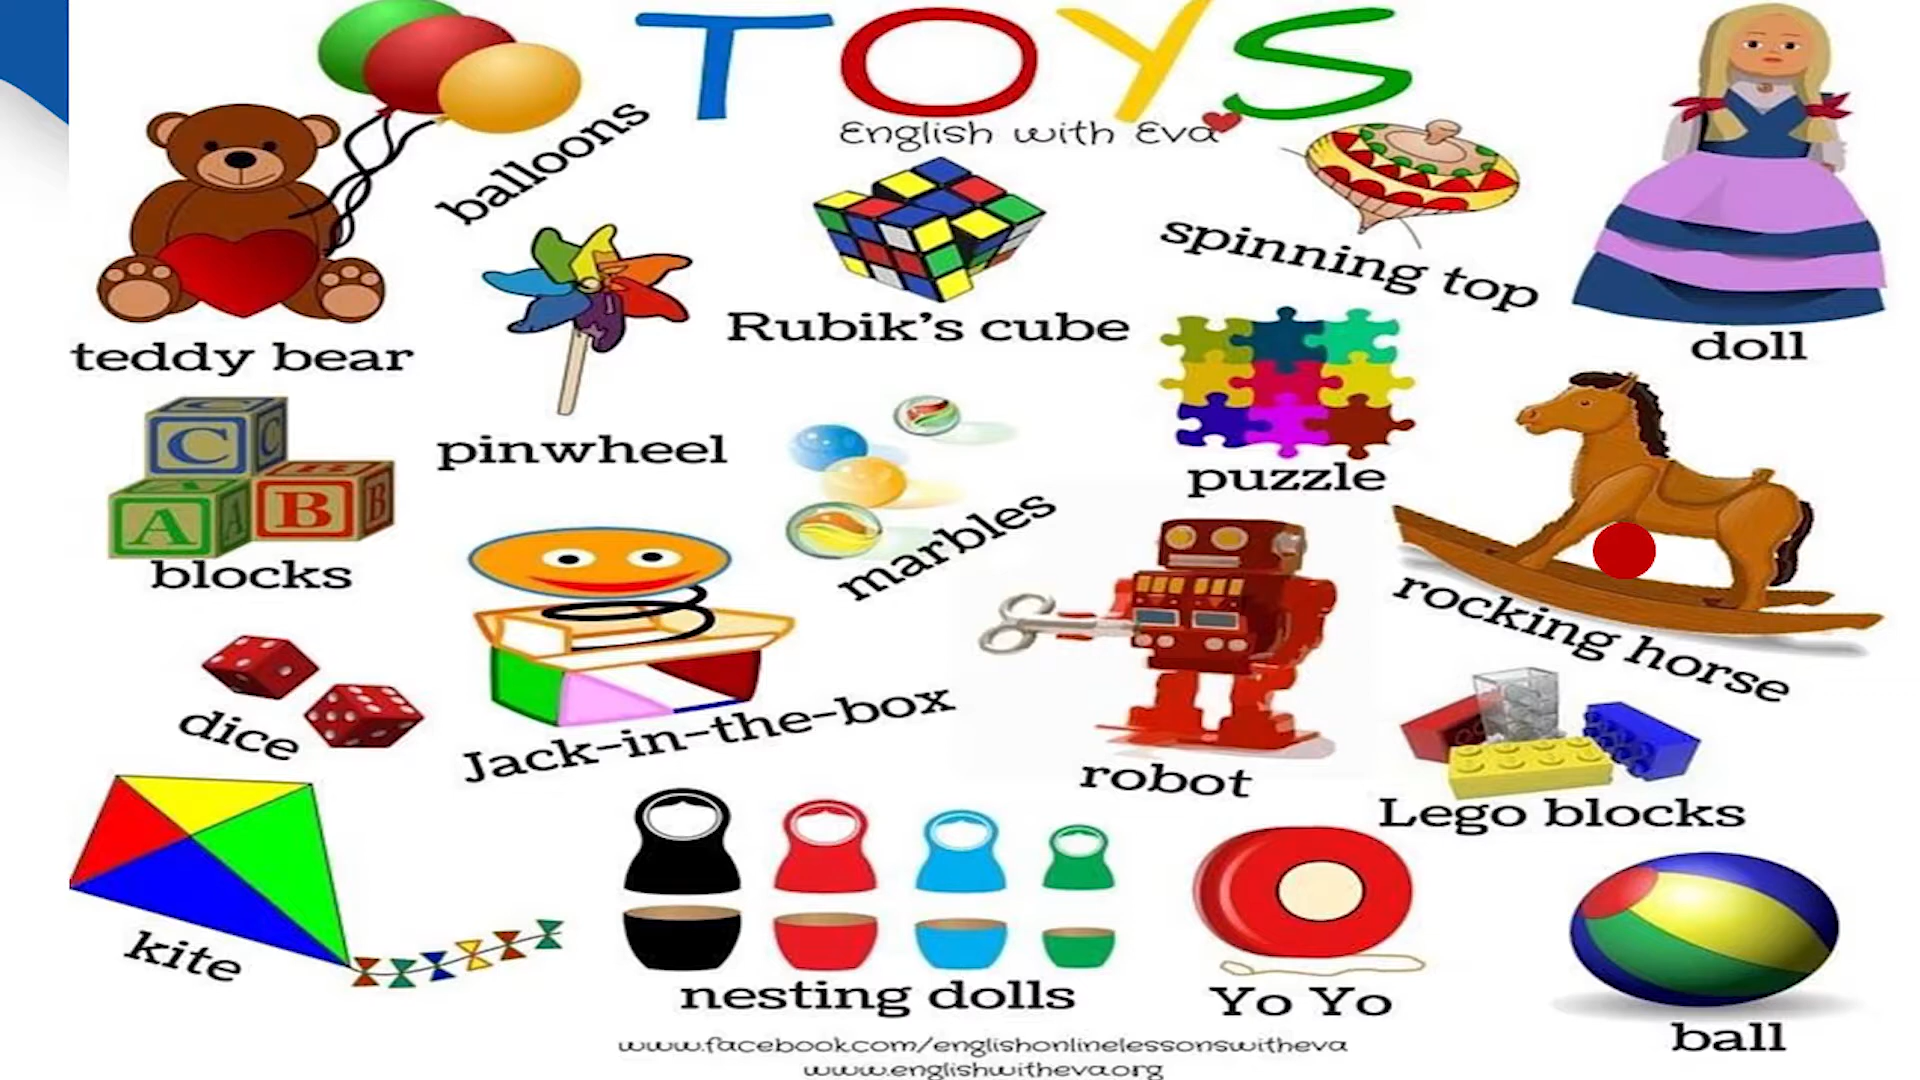 TOYS
English with Eva
balloons
spinning top
teddy bear
Rubik's cube
doll
pinwheel
puzzle
C C
A A B B
blocks
marbles
rocking horse
dice
Jack-in-the-box
robot
Lego blocks
kite
nesting dolls
Yo Yo
ball
www.facebook.com/englishonlinelessonswitheva
www.englishwitheva.org